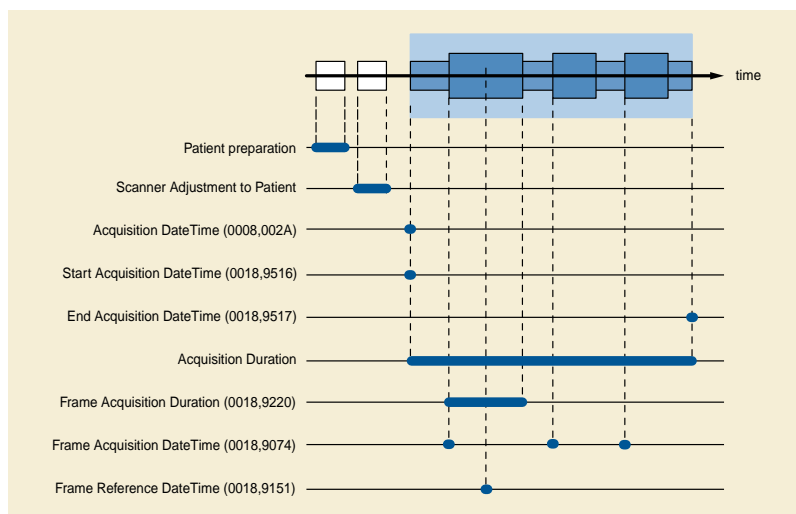 time
Patient preparation
Scanner Adjustment to Patient
Acquisition DateTime (0008,002A)
Start Acquisition DateTime (0018,9516)
End Acquisition DateTime (0018,9517)
Acquisition Duration
Frame Acquisition Duration (0018,9220)
Frame Acquisition DateTime (0018,9074)
Frame Reference DateTime (0018,9151)